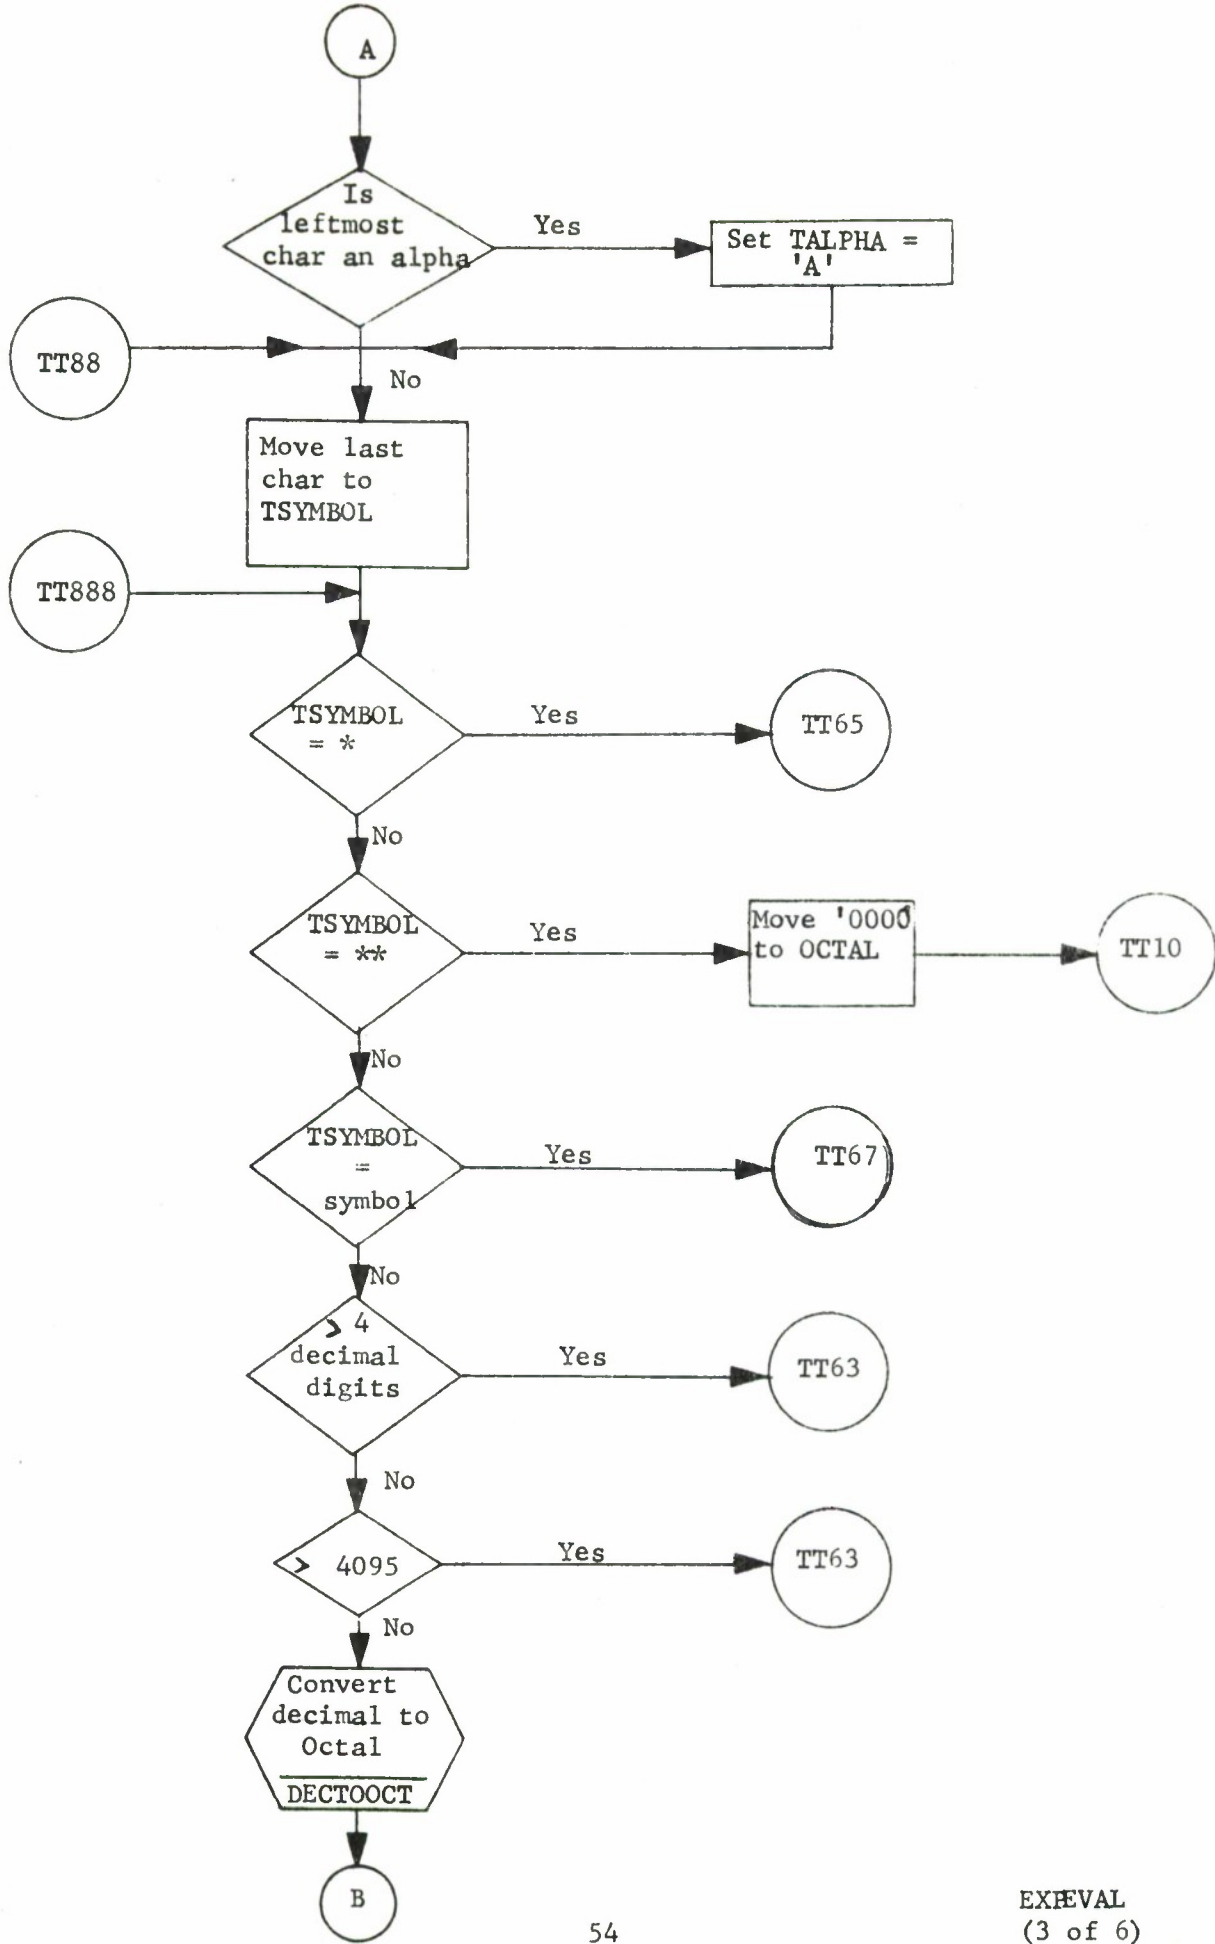 A
Is
leftmost
char an alpha
Yes
Set TALPHA =
'A'
TT88
No
Move last
char to
TSYMBOL
TT888
TSYMBOL
= *
Yes
TT65
No
TSYMBOL
= **
Yes
Move '0000'
to OCTAL
TT10
No
TSYMBOL
=
symbol
Yes
TT67
No
> 4
decimal
digits
Yes
TT63
No
> 4095
Yes
TT63
No
Convert
decimal to
Octal
DECTOOCT
B
54
EXPEVAL
(3 of 6)